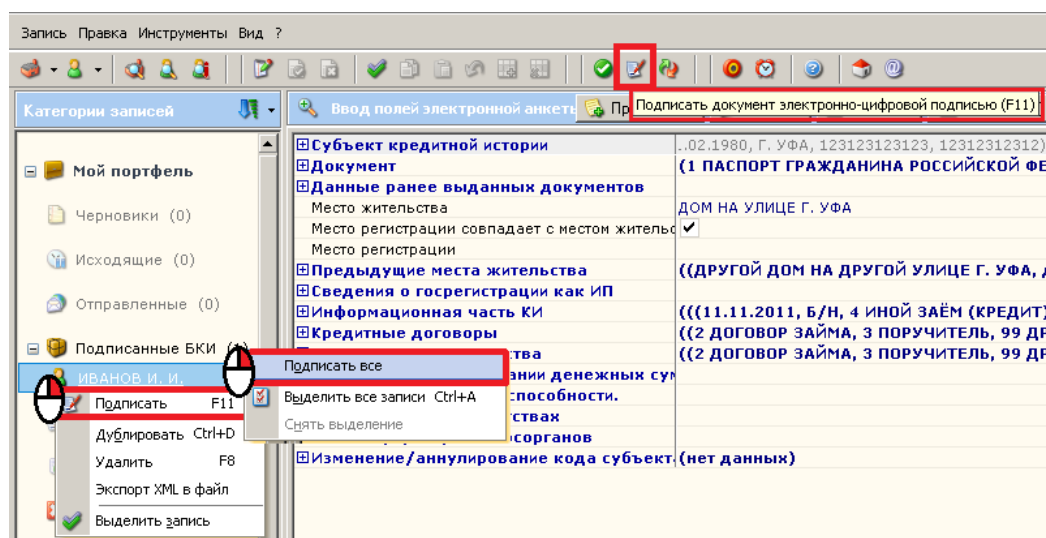 Запись Правка Инструменты Вид ?
Подписать документ электронно-цифровой подписью (F11)
Категории записей
Ввод полей электронной анкеты
Мой портфель
Черновики (0)
Исходящие (0)
Отправленные (0)
Подписанные БКИ
ИВАНОВ И. И.
Подписать F11
Дублировать Ctrl+D
Удалить F8
Экспорт XML в файл
Выделить запись
Подписать все
Выделить все записи Ctrl+A
Снять выделение
Субъект кредитной истории ..02.1980, Г. УФА, 123123123123, 12312312312)
Документ (1 ПАСПОРТ ГРАЖДАНИНА РОССИЙСКОЙ ФЕ
Данные ранее выданных документов
Место жительства ДОМ НА УЛИЦЕ Г. УФА
Место регистрации совпадает с местом жительс
Место регистрации
Предыдущие места жительства ((ДРУГОЙ ДОМ НА ДРУГОЙ УЛИЦЕ Г. УФА,
Сведения о госрегистрации как ИП
Информационная часть КИ (((11.11.2011, Б/Н, 4 ИНОЙ ЗАЁМ (КРЕДИТ)
Кредитные договоры ((2 ДОГОВОР ЗАЙМА, 3 ПОРУЧИТЕЛЬ, 99 ДР
тва ((2 ДОГОВОР ЗАЙМА, 3 ПОРУЧИТЕЛЬ, 99 ДР
ании денежных сум
способности.
ствах
сорганов
Изменение/аннулирование кода субъект (нет данных)